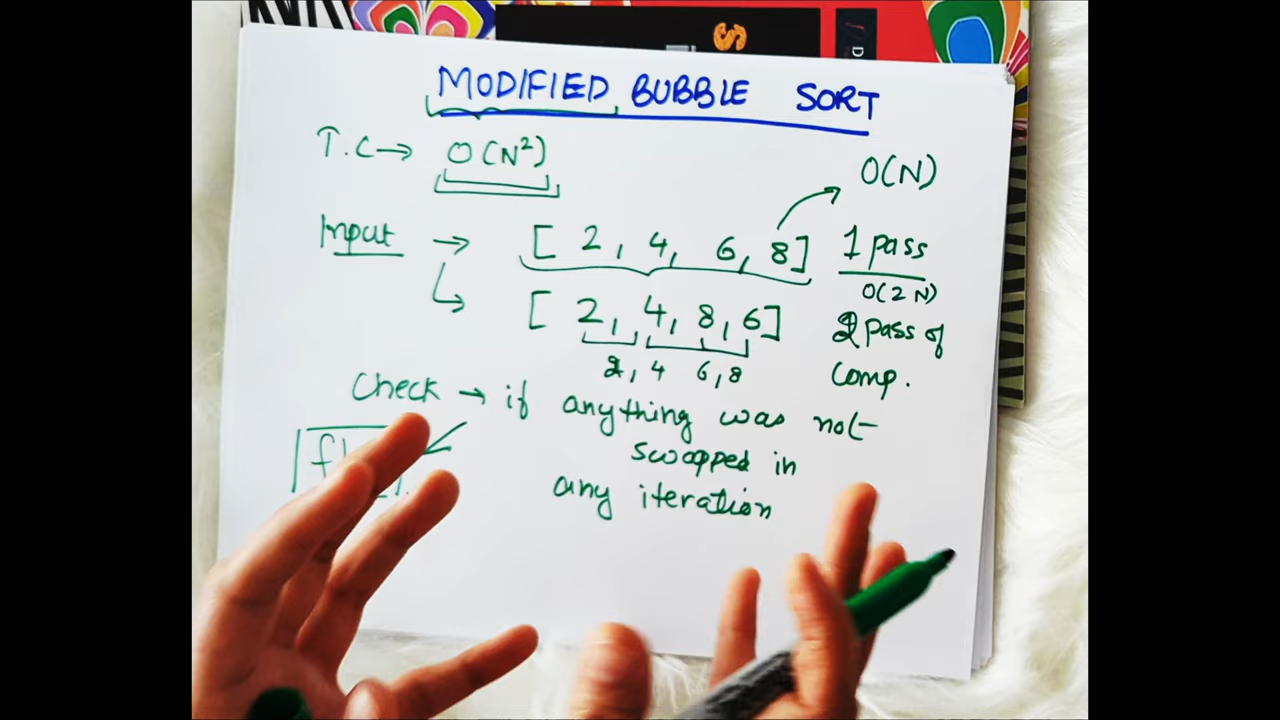 MODIFIED BUBBLE SORT
T.C → O(N²)
O(N)
Input → [ 2, 4, 6, 8] 1 pass
O(2N)
[ 2, 4, 8, 6] 2 pass of
2, 4 6, 8 comp.
Check → if anything was not
swapped in
any iteration